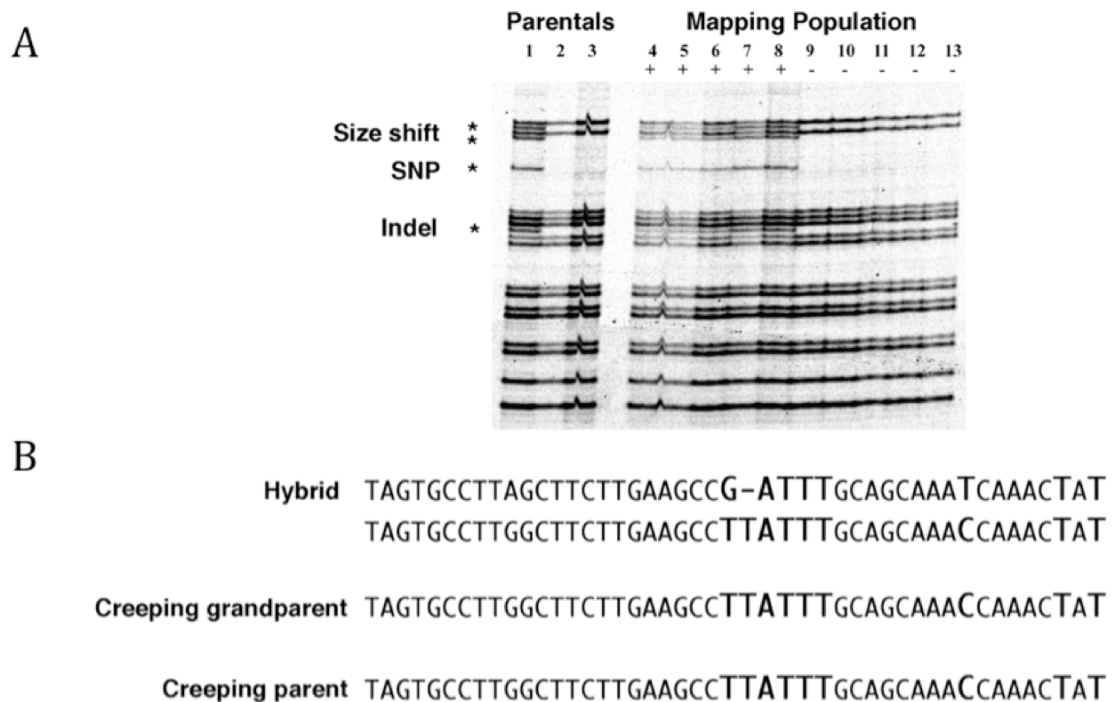 A
Parentals Mapping Population
1 2 3 4 5 6 7 8 9 10 11 12 13
+ + + + + - - - - -
Size shift *
*
SNP *
Indel *
B
Hybrid TAGTGCCTTAGCTTCTTGAAGCCG-ATTTGCAGCAAATCAAACTAT
TAGTGCCTTGGCTTCTTGAAGCCTTATTTGCAGCAAACCAAACTAT
Creeping grandparent TAGTGCCTTGGCTTCTTGAAGCCTTATTTGCAGCAAACCAAACTAT
Creeping parent TAGTGCCTTGGCTTCTTGAAGCCTTATTTGCAGCAAACCAAACTAT